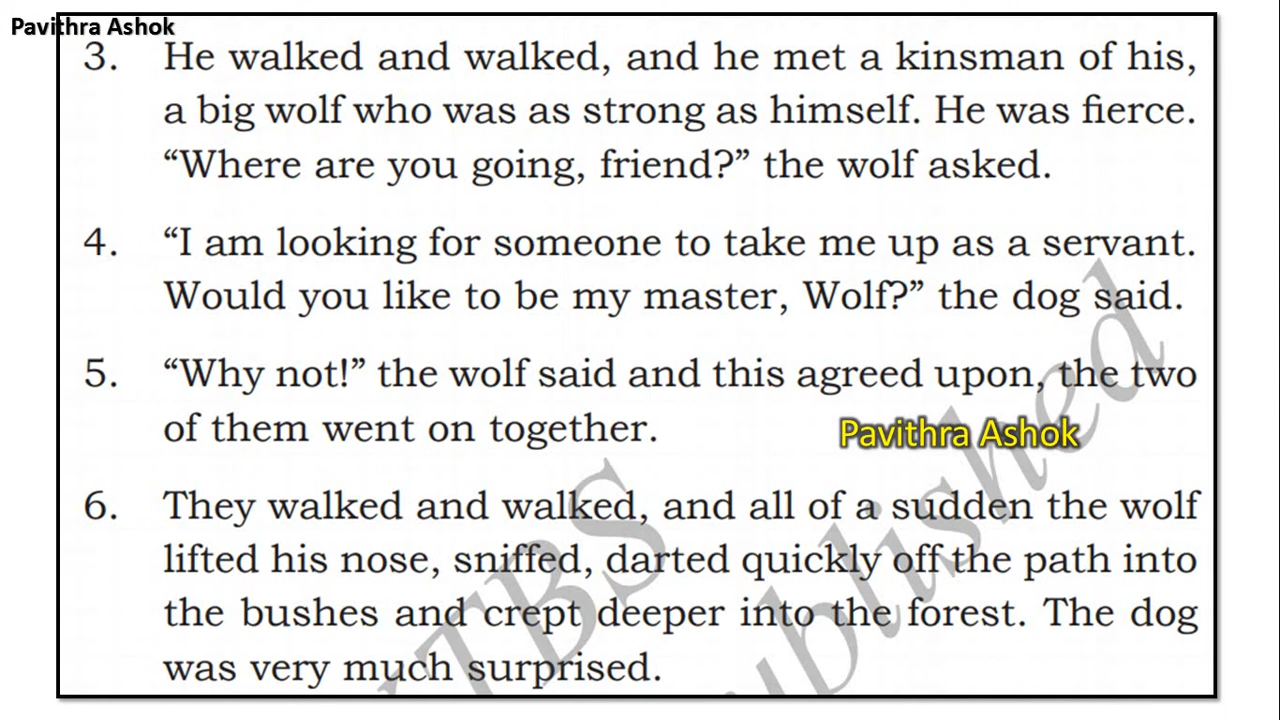 Pavithra Ashok
3. He walked and walked, and he met a kinsman of his,
a big wolf who was as strong as himself. He was fierce.
“Where are you going, friend?” the wolf asked.
4. “I am looking for someone to take me up as a servant.
Would you like to be my master, Wolf?” the dog said.
5. “Why not!” the wolf said and this agreed upon, the two
of them went on together.
Pavithra Ashok
6. They walked and walked, and all of a sudden the wolf
lifted his nose, sniffed, darted quickly off the path into
the bushes and crept deeper into the forest. The dog
was very much surprised.